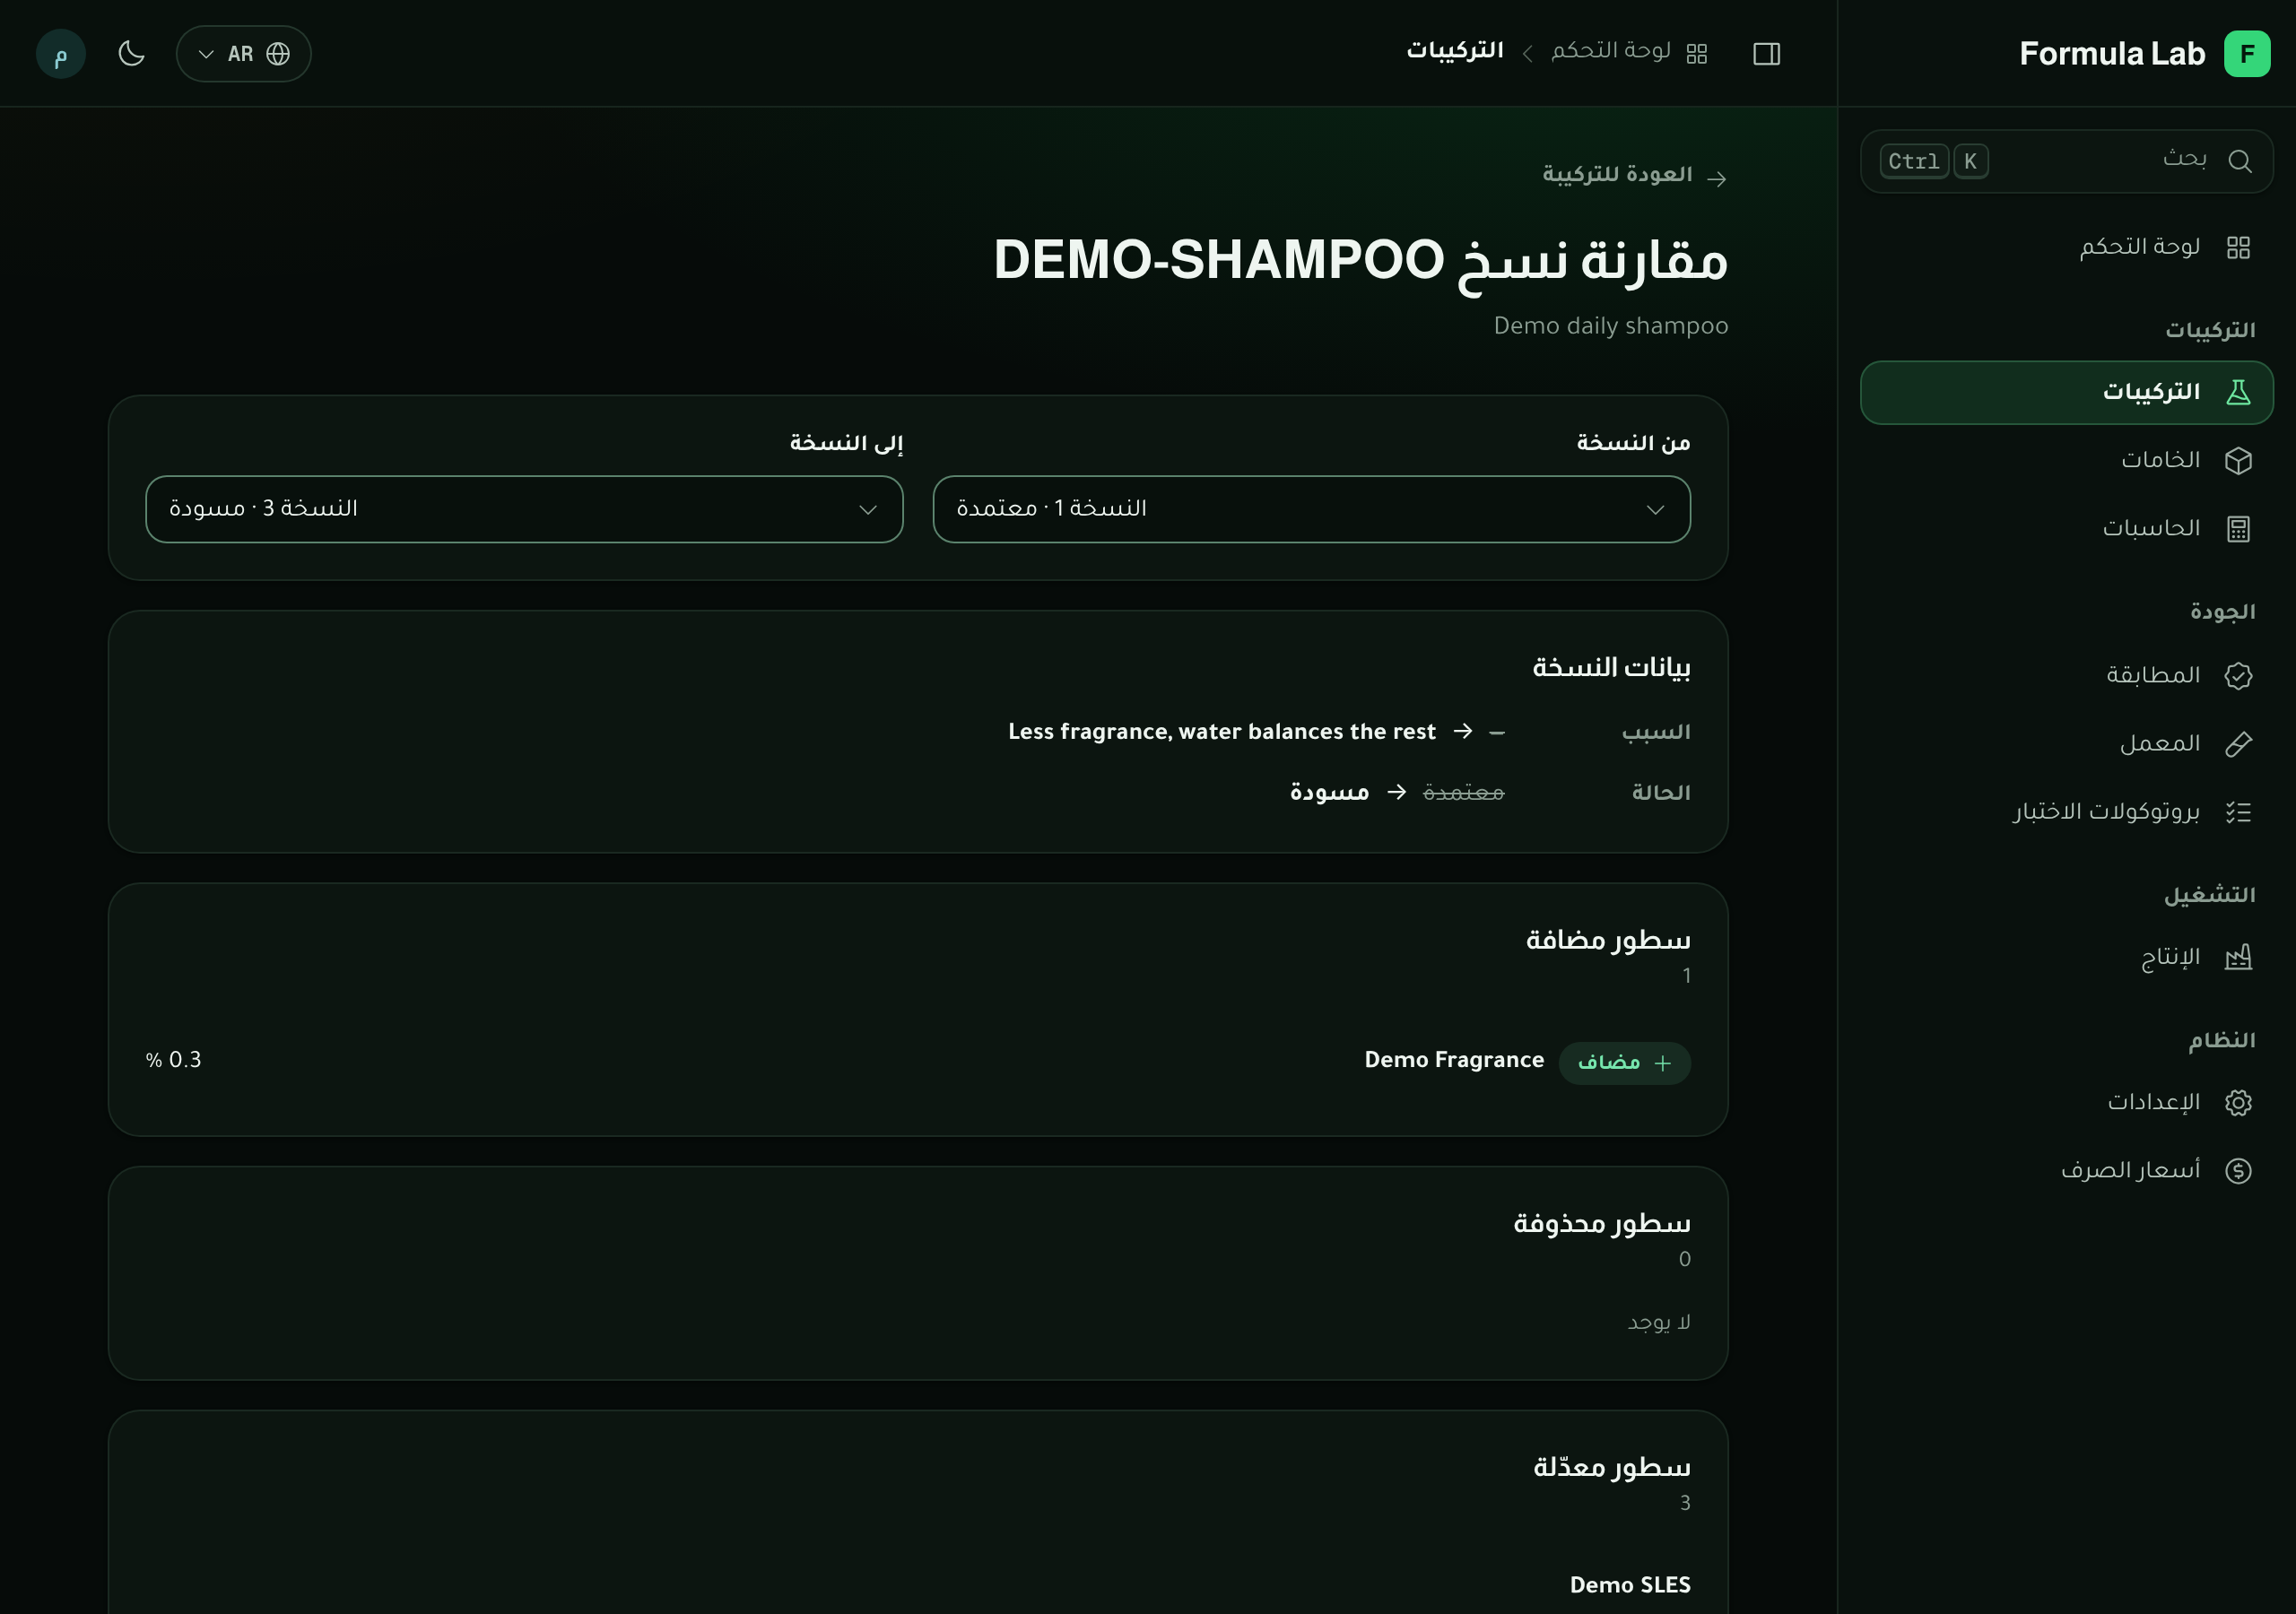 F Formula Lab
بحث Ctrl K
لوحة التحكم
التركيبات
التركيبات
الخامات
الحاسبات
الجودة
المطابقة
المعمل
بروتوكولات الاختبار
التشغيل
الإنتاج
النظام
الإعدادات
أسعار الصرف
لوحة التحكم التركيبات
AR
م
العودة للتركيبة
مقارنة نسخ DEMO-SHAMPOO
Demo daily shampoo
من النسخة
النسخة 1 · معتمدة
إلى النسخة
النسخة 3 · مسودة
بيانات النسخة
السبب — → Less fragrance, water balances the rest
الحالة معتمدة → مسودة
سطور مضافة
1
+ مضاف Demo Fragrance 0.3 %
سطور محذوفة
0
لا يوجد
سطور معدّلة
3
Demo SLES